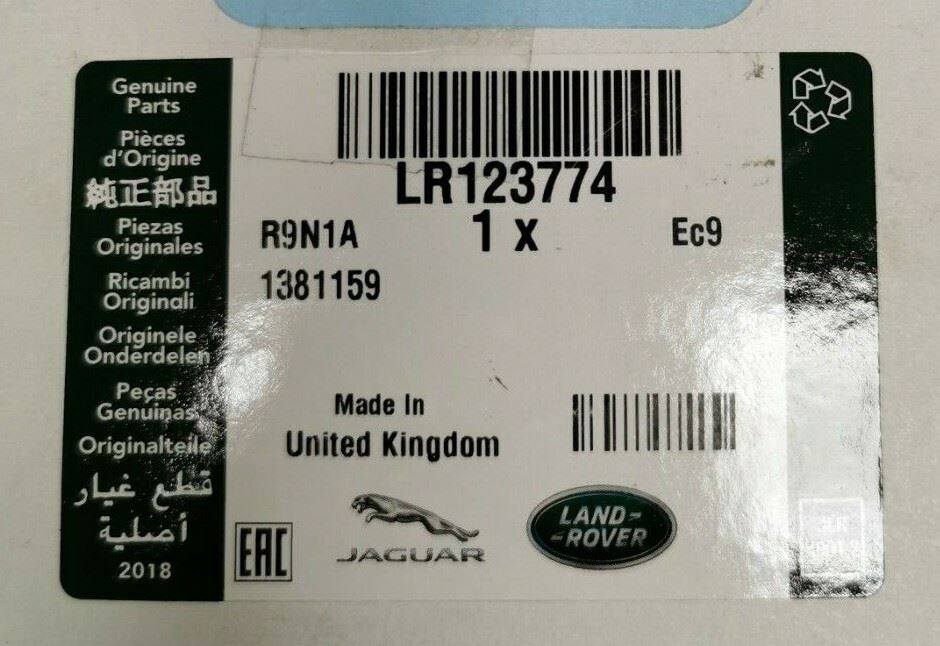 Genuine
Parts
Pièces
d'Origine
純正部品
Piezas
Originales
Ricambi
Originali
Originele
Onderdelen
Peças
Genuinas
Originalteile
قطع غيار
أصلية
2018
LR123774
R9N1A
1 x
Ec9
1381159
Made In
United Kingdom
EAC
JAGUAR
LAND-
-ROVER